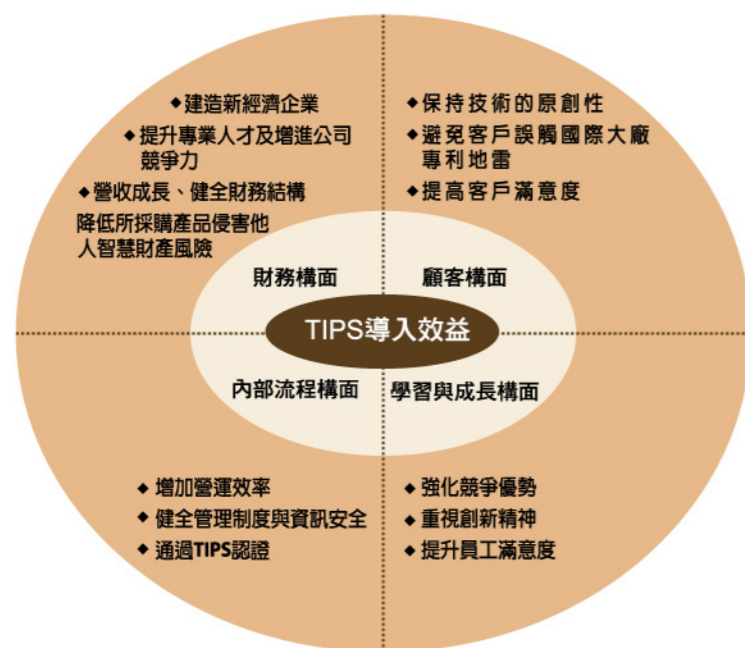 ◆建造新經濟企業
◆提升專業人才及增進公司
競爭力
◆營收成長、健全財務結構
降低所採購產品侵害他
人智慧財產風險
◆保持技術的原創性
◆避免客戶誤觸國際大廠
專利地雷
◆提高客戶滿意度
財務構面
顧客構面
TIPS導入效益
內部流程構面
學習與成長構面
◆增加營運效率
◆健全管理制度與資訊安全
◆通過TIPS認證
◆強化競爭優勢
◆重視創新精神
◆提升員工滿意度